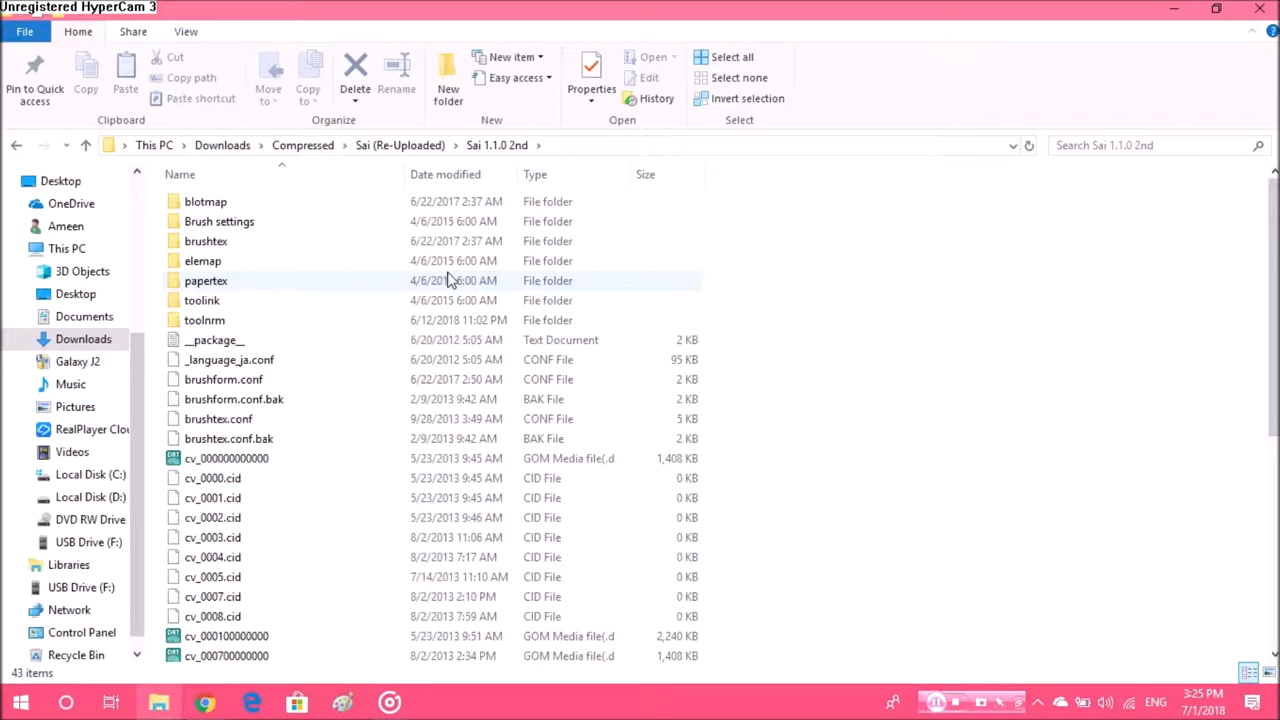 Unregistered HyperCam 3
File Home Share View
Pin to Quick access
Copy
Paste
Cut
Copy path
Paste shortcut
Clipboard
Move to
Copy to
Delete
Rename
Organize
New folder
New item
Easy access
New
Properties
Open
Edit
History
Open
Select all
Select none
Invert selection
Select
This PC > Downloads > Compressed > Sai (Re-Uploaded) > Sai 1.1.0 2nd >
Search Sai 1.1.0 2nd
Desktop
OneDrive
Ameen
This PC
3D Objects
Desktop
Documents
Downloads
Galaxy J2
Music
Pictures
RealPlayer Clou
Videos
Local Disk (C:)
Local Disk (D:)
DVD RW Drive
USB Drive (F:)
Libraries
USB Drive (F:)
Network
Control Panel
Recycle Bin
Name Date modified Type Size
blotmap 6/22/2017 2:37 AM File folder
Brush settings 4/6/2015 6:00 AM File folder
brushtex 6/22/2017 2:37 AM File folder
elemap 4/6/2015 6:00 AM File folder
papertex 4/6/20 6:00 AM File folder
toolink 4/6/2015 6:00 AM File folder
toolnrm 6/12/2018 11:02 PM File folder
__package__ 6/20/2012 5:05 AM Text Document 2 KB
_language_ja.conf 6/20/2012 5:05 AM CONF File 95 KB
brushform.conf 6/22/2017 2:50 AM CONF File 2 KB
brushform.conf.bak 2/9/2013 9:42 AM BAK File 2 KB
brushtex.conf 9/28/2013 3:49 AM CONF File 5 KB
brushtex.conf.bak 2/9/2013 9:42 AM BAK File 2 KB
cv_000000000000 5/23/2013 9:45 AM GOM Media file(.d 1,408 KB
cv_0000.cid 5/23/2013 9:45 AM CID File 0 KB
cv_0001.cid 5/23/2013 9:45 AM CID File 0 KB
cv_0002.cid 5/23/2013 9:46 AM CID File 0 KB
cv_0003.cid 8/2/2013 11:06 AM CID File 0 KB
cv_0004.cid 8/2/2013 7:17 AM CID File 0 KB
cv_0005.cid 7/14/2013 11:10 AM CID File 0 KB
cv_0007.cid 8/2/2013 2:10 PM CID File 0 KB
cv_0008.cid 8/2/2013 7:59 AM CID File 0 KB
cv_000100000000 5/23/2013 9:51 AM GOM Media file(.d 2,240 KB
cv_000700000000 8/2/2013 2:34 PM GOM Media file(.d 1,408 KB
43 items
ENG
3:25 PM
7/1/2018